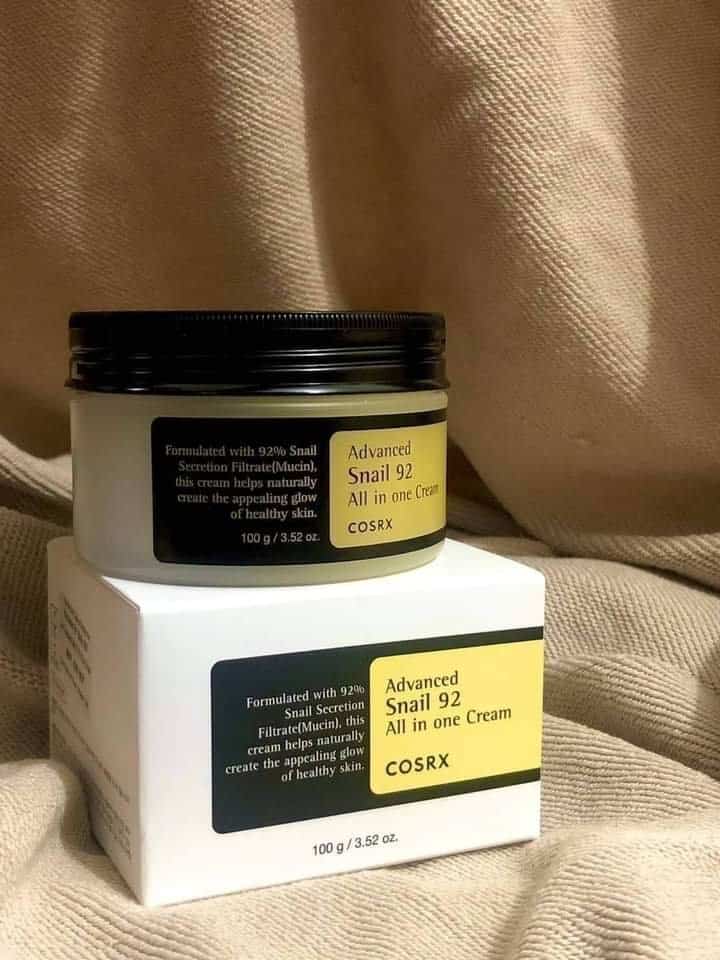 Formulated with 92% Snail
Secretion Filtrate(Mucin),
this cream helps naturally
create the appealing glow
of healthy skin.
100 g / 3.52 oz.
Advanced
Snail 92
All in one Cream
COSRX
Formulated with 92%
Snail Secretion
Filtrate(Mucin), this
cream helps naturally
create the appealing glow
of healthy skin.
Advanced
Snail 92
All in one Cream
COSRX
100 g / 3.52 oz.